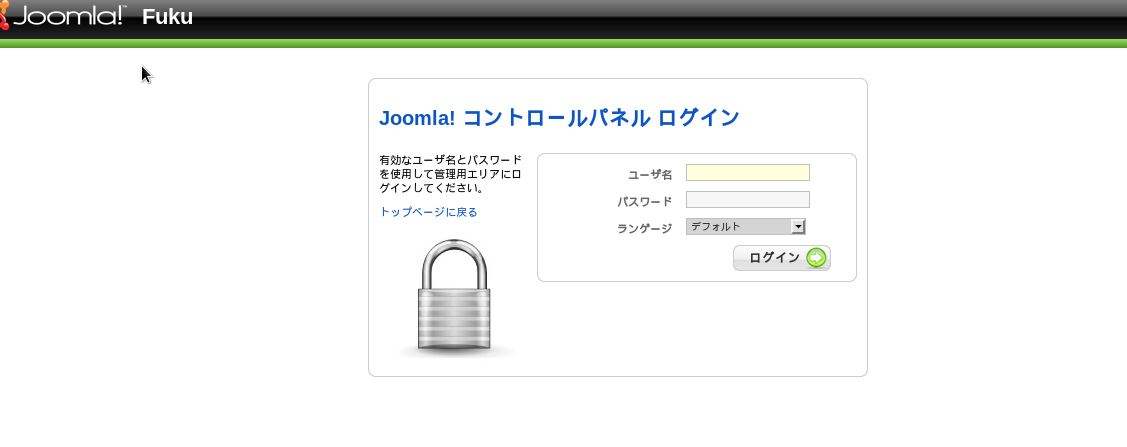 Joomla!™ Fuku
Joomla! コントロールパネル ログイン
有効なユーザ名とパスワード
を使用して管理用エリアにロ
グインしてください。
トップページに戻る
ユーザ名
パスワード
ランゲージ デフォルト
ログイン